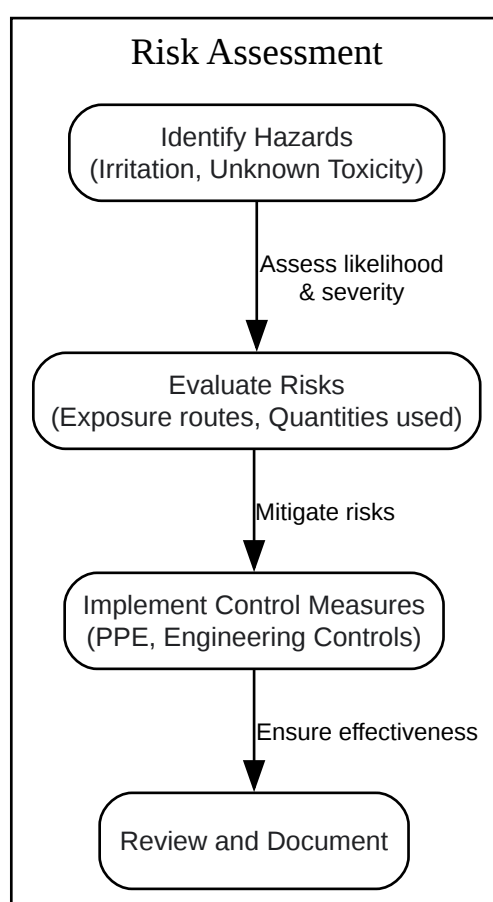 Risk Assessment
Identify Hazards
(Irritation, Unknown Toxicity)
Assess likelihood
& severity
Evaluate Risks
(Exposure routes, Quantities used)
Mitigate risks
Implement Control Measures
(PPE, Engineering Controls)
Ensure effectiveness
Review and Document